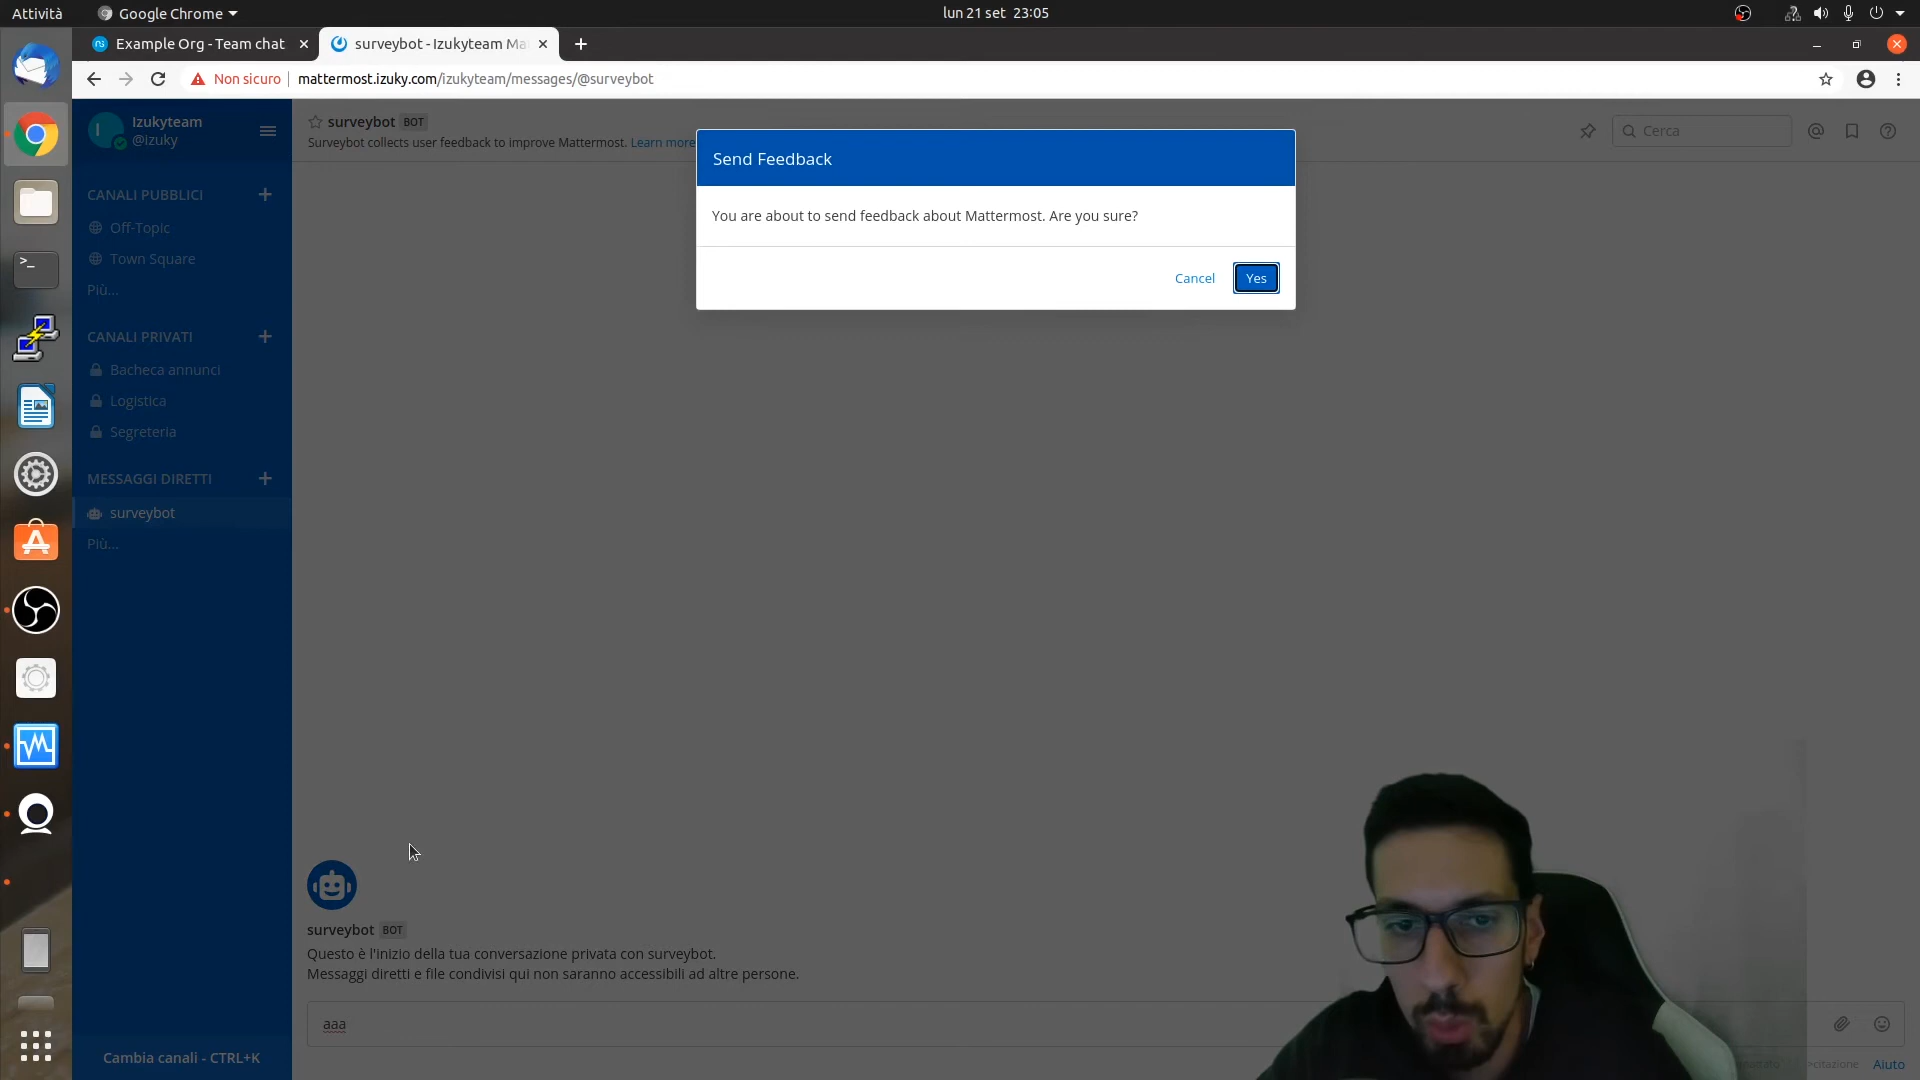 Attività
Google Chrome
lun 21 set 23:05
Example Org - Team chat
surveybot - Izukyteam Ma
Non sicuro
mattermost.izuky.com/izukyteam/messages/@surveybot
Izukyteam
@izuky
surveybot BOT
Surveybot collects user feedback to improve Mattermost. Learn more
Cerca
Send Feedback
You are about to send feedback about Mattermost. Are you sure?
Cancel
Yes
CANALI PUBBLICI
Off-Topic
Town Square
Più...
CANALI PRIVATI
Bacheca annunci
Logistica
Segreteria
MESSAGGI DIRETTI
surveybot
Più...
surveybot BOT
Questo è l'inizio della tua conversazione privata con surveybot.
Messaggi diretti e file condivisi qui non saranno accessibili ad altre persone.
aaa
Cambia canali - CTRL+K
>citazione
Aiuto